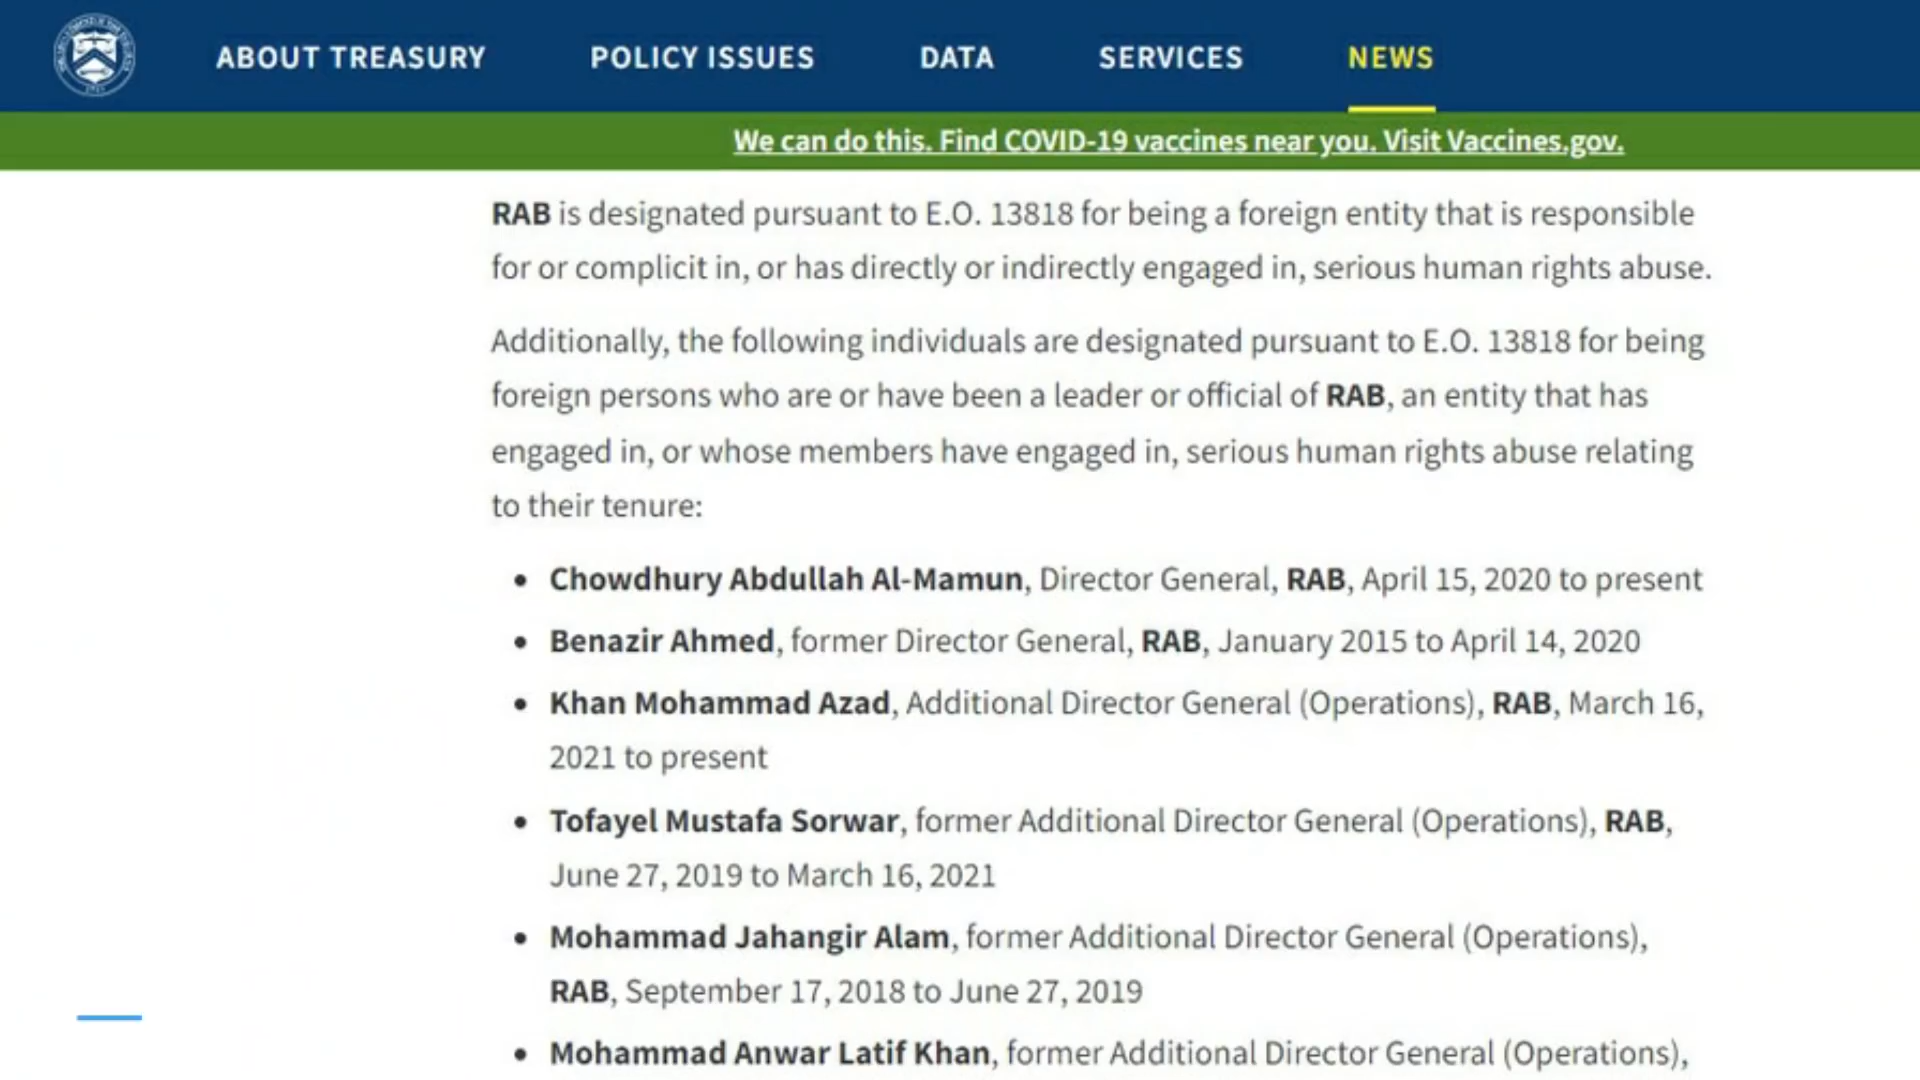 ABOUT TREASURY POLICY ISSUES DATA SERVICES NEWS
We can do this. Find COVID-19 vaccines near you. Visit Vaccines.gov.
RAB is designated pursuant to E.O. 13818 for being a foreign entity that is responsible
for or complicit in, or has directly or indirectly engaged in, serious human rights abuse.
Additionally, the following individuals are designated pursuant to E.O. 13818 for being
foreign persons who are or have been a leader or official of RAB, an entity that has
engaged in, or whose members have engaged in, serious human rights abuse relating
to their tenure:
• Chowdhury Abdullah Al-Mamun, Director General, RAB, April 15, 2020 to present
• Benazir Ahmed, former Director General, RAB, January 2015 to April 14, 2020
• Khan Mohammad Azad, Additional Director General (Operations), RAB, March 16,
2021 to present
• Tofayel Mustafa Sorwar, former Additional Director General (Operations), RAB,
June 27, 2019 to March 16, 2021
• Mohammad Jahangir Alam, former Additional Director General (Operations),
RAB, September 17, 2018 to June 27, 2019
• Mohammad Anwar Latif Khan, former Additional Director General (Operations),